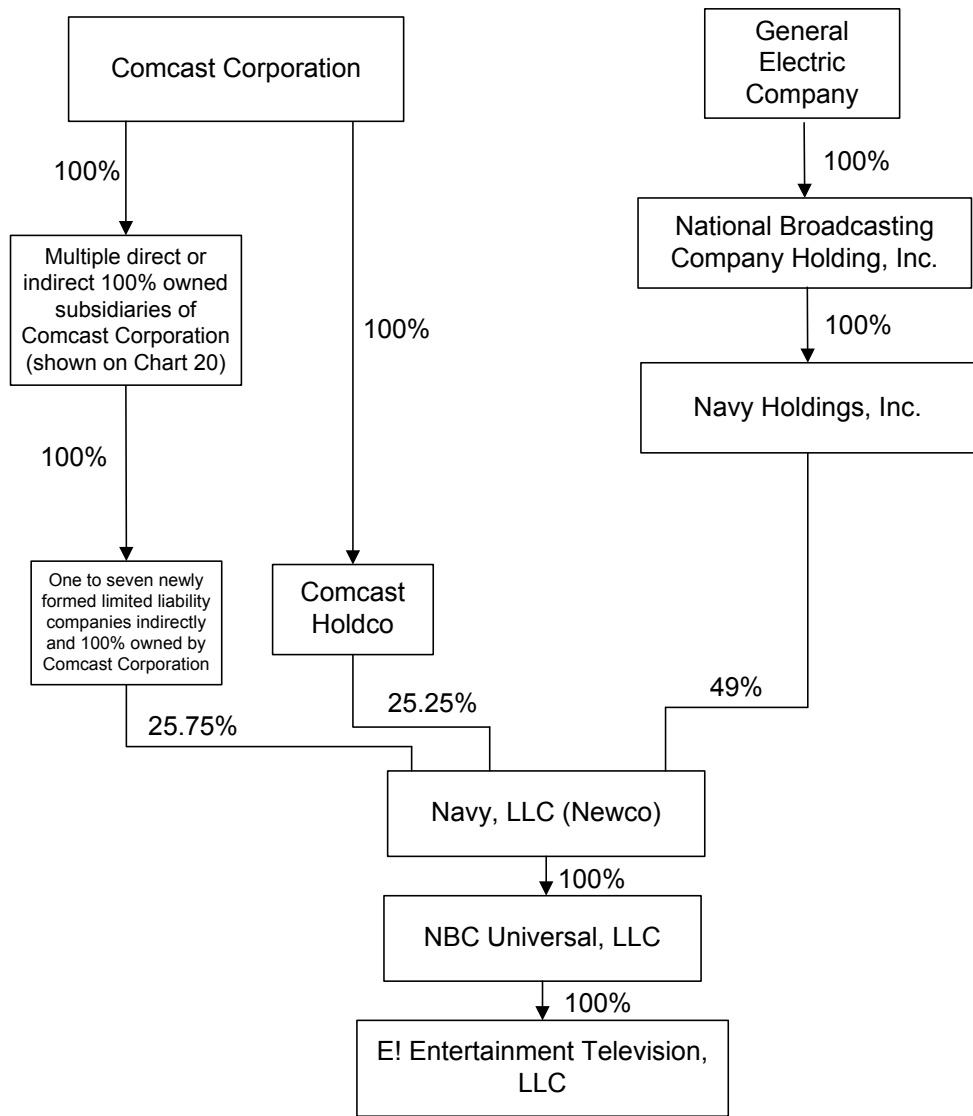 Comcast Corporation
General
Electric
Company
100%
100%
National Broadcasting
Company Holding, Inc.
Multiple direct or
indirect 100% owned
subsidiaries of
Comcast Corporation
(shown on Chart 20)
100%
100%
Navy Holdings, Inc.
100%
One to seven newly
formed limited liability
companies indirectly
and 100% owned by
Comcast Corporation
Comcast
Holdco
25.75%
25.25%
49%
Navy, LLC (Newco)
100%
NBC Universal, LLC
100%
E! Entertainment Television,
LLC